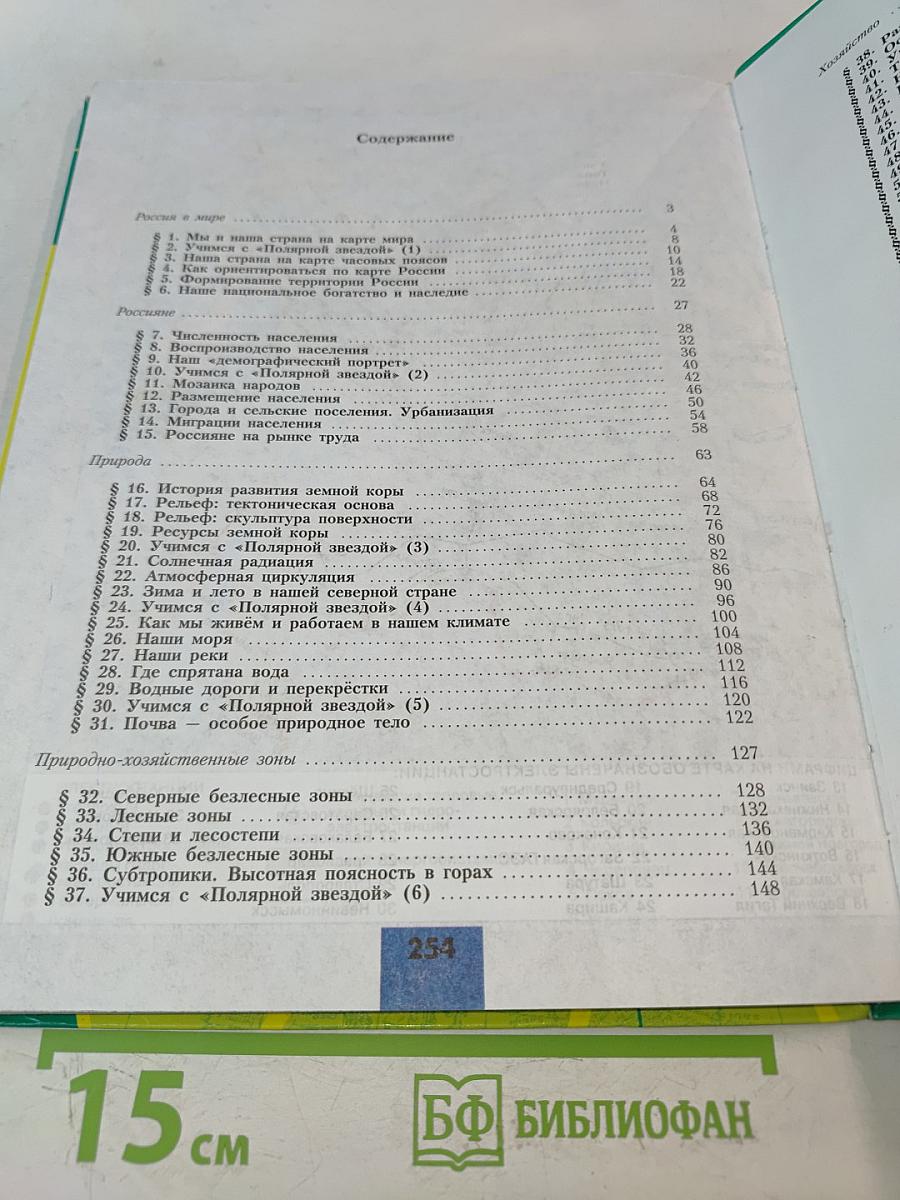 Содержание
Россия в мире 3
§ 1. Мы и наша страна на карте мира 4
§ 2. Учимся с «Полярной звездой» (1) 8
§ 3. Наша страна на карте часовых поясов 10
§ 4. Как ориентироваться по карте России 14
§ 5. Формирование территории России 18
§ 6. Наше национальное богатство и наследие 22
Россияне 27
§ 7. Численность населения 28
§ 8. Воспроизводство населения 32
§ 9. Наш «демографический портрет» 36
§ 10. Учимся с «Полярной звездой» (2) 40
§ 11. Мозаика народов 42
§ 12. Размещение населения 46
§ 13. Города и сельские поселения. Урбанизация 50
§ 14. Миграции населения 54
§ 15. Россияне на рынке труда 58
Природа 63
§ 16. История развития земной коры 64
§ 17. Рельеф: тектоническая основа 68
§ 18. Рельеф: скульптура поверхности 72
§ 19. Ресурсы земной коры 76
§ 20. Учимся с «Полярной звездой» (3) 80
§ 21. Солнечная радиация 82
§ 22. Атмосферная циркуляция 86
§ 23. Зима и лето в нашей северной стране 90
§ 24. Учимся с «Полярной звездой» (4) 96
§ 25. Как мы живём и работаем в нашем климате 100
§ 26. Наши моря 104
§ 27. Наши реки 108
§ 28. Где спрятана вода 112
§ 29. Водные дороги и перекрёстки 116
§ 30. Учимся с «Полярной звездой» (5) 120
§ 31. Почва — особое природное тело 122
Природно-хозяйственные зоны 127
§ 32. Северные безлесные зоны 128
§ 33. Лесные зоны 132
§ 34. Степи и лесостепи 136
§ 35. Южные безлесные зоны 140
§ 36. Субтропики. Высотная поясность в горах 144
§ 37. Учимся с «Полярной звездой» (6) 148
254
Хозяйство
§ 38.
§ 39.
§ 40.
§ 41.
§ 42.
§ 43.
§ 44.
§ 45.
§ 46.
§ 47
§ 48
15 см
БФ БИБЛИОФАН